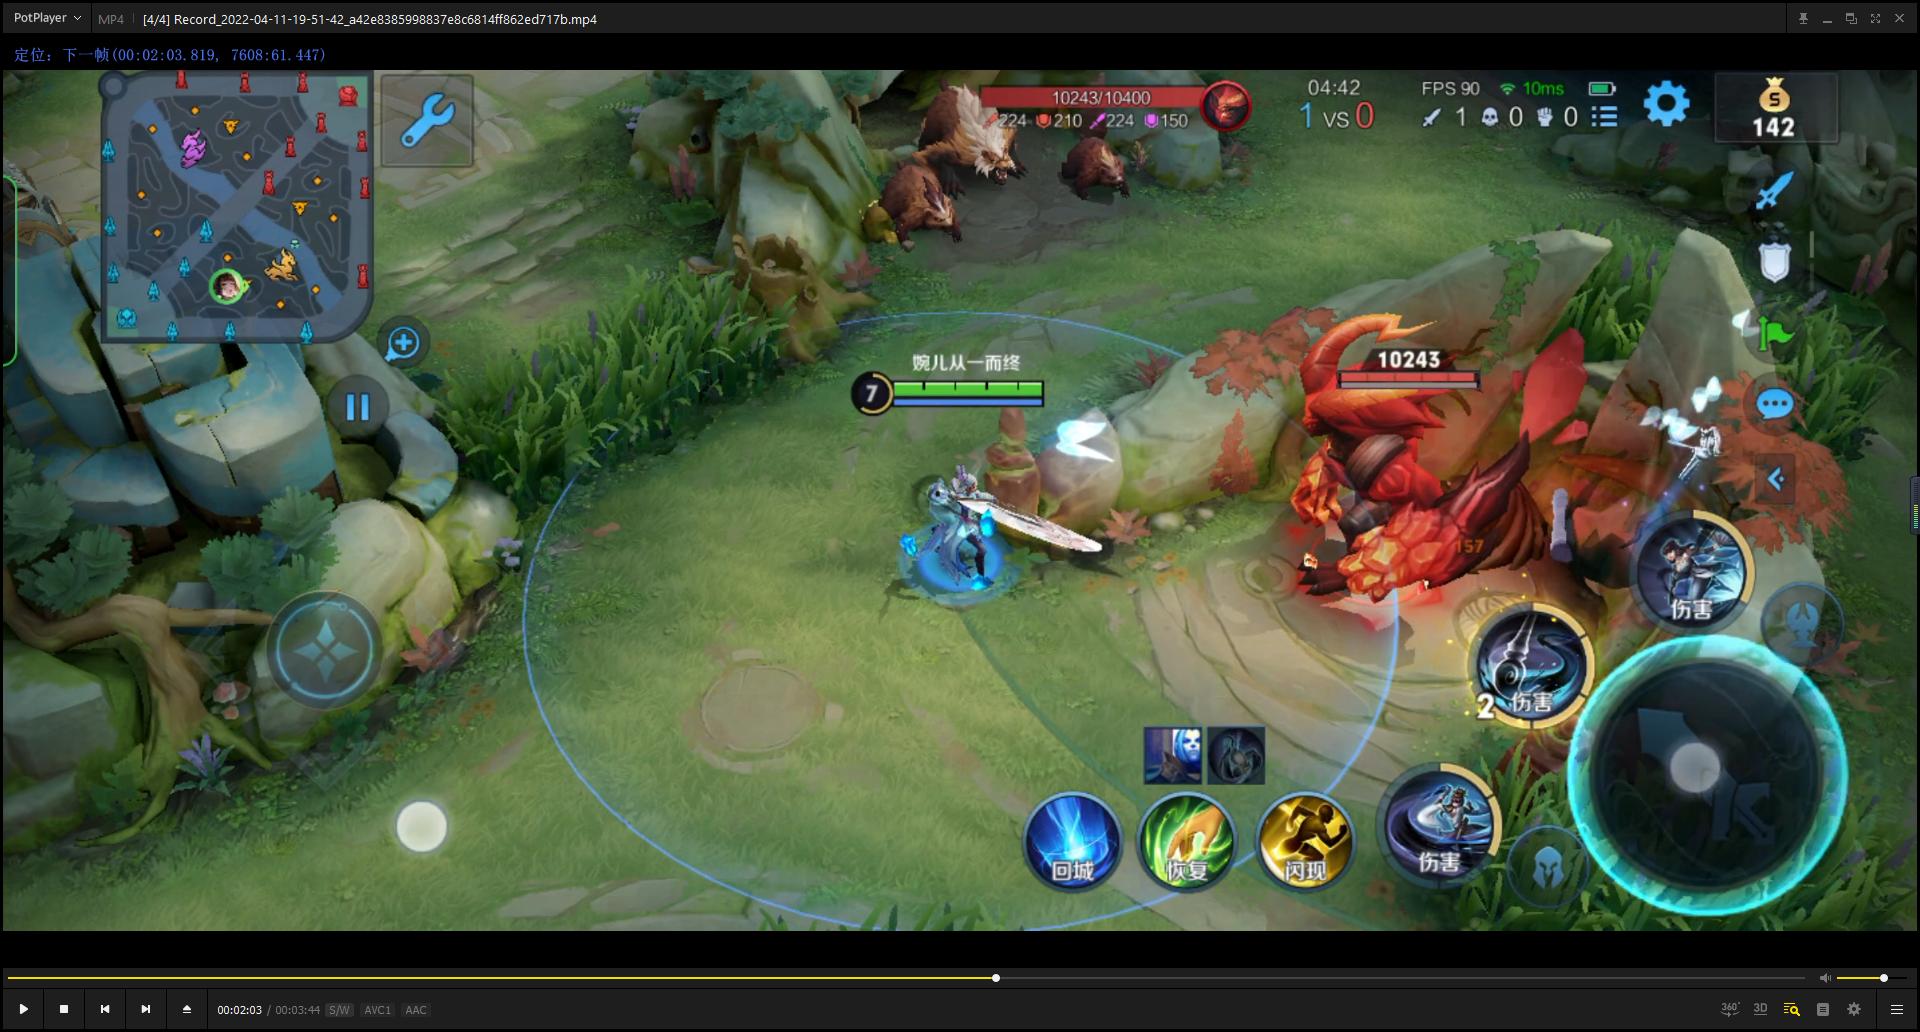 PotPlayer
MP4
[4/4] Record_2022-04-11-19-51-42_a42e8385998837e8c6814ff862ed717b.mp4
定位: 下一帧(00:02:03.819, 7608:61.447)
10243/10400
224 210 224 150
04:42
1 VS 0
FPS 90
10ms
1 0 0
142
婉儿从一而终
7
10243
157
伤害
2 伤害
伤害
回城
恢复
闪现
00:02:03 / 00:03:44 S/W AVC1 AAC
360°
3D